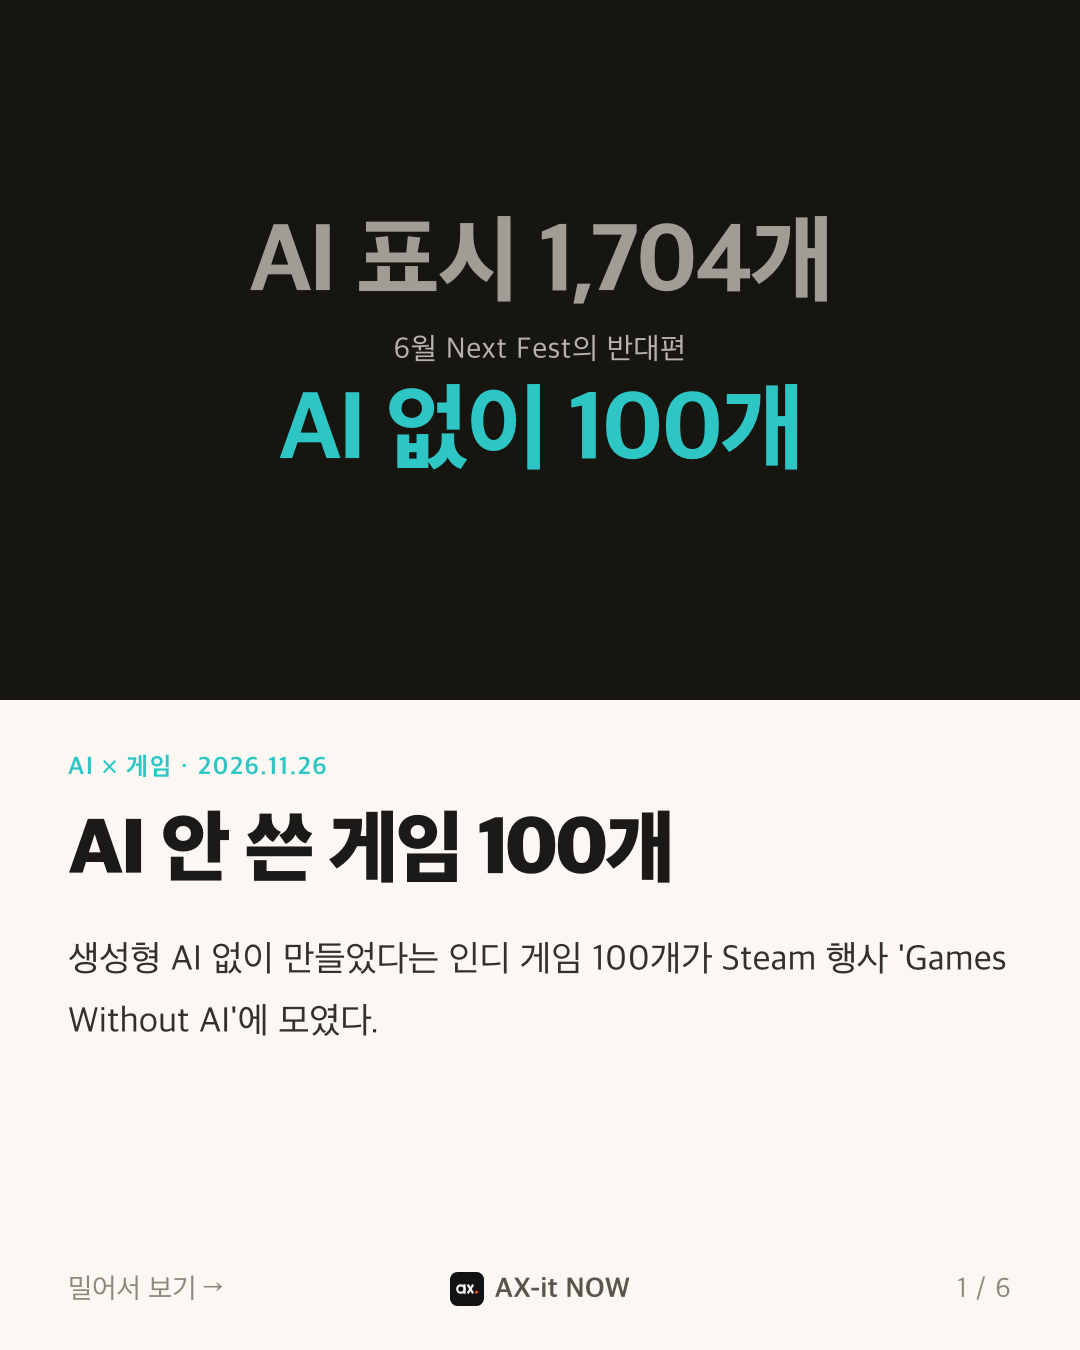 AI 표시 1,704개
6월 Next Fest의 반대편
AI 없이 100개
AI × 게임 · 2026.11.26
AI 안 쓴 게임 100개
생성형 AI 없이 만들었다는 인디 게임 100개가 Steam 행사 'Games
Without AI'에 모였다.
밀어서 보기 →
ax. AX-it NOW
1 / 6